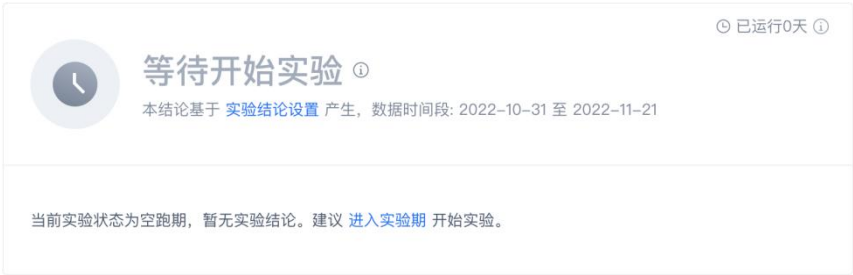 已运行0天
等待开始实验
本结论基于 实验结论设置 产生，数据时间段: 2022-10-31 至 2022-11-21
当前实验状态为空跑期，暂无实验结论。建议 进入实验期 开始实验。